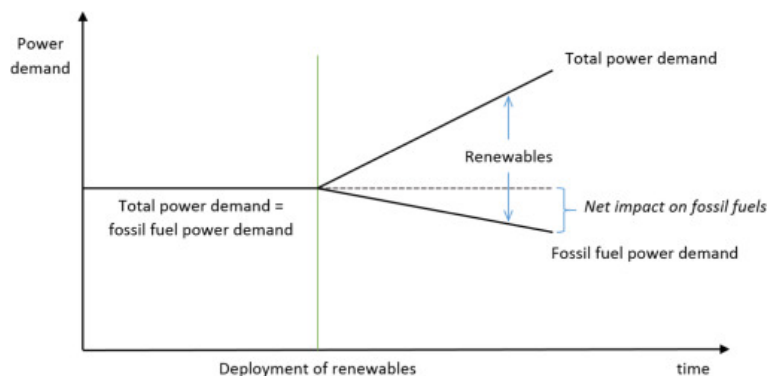 Power
demand
Total power demand
Renewables
Total power demand =
fossil fuel power demand
Net impact on fossil fuels
Fossil fuel power demand
Deployment of renewables
time